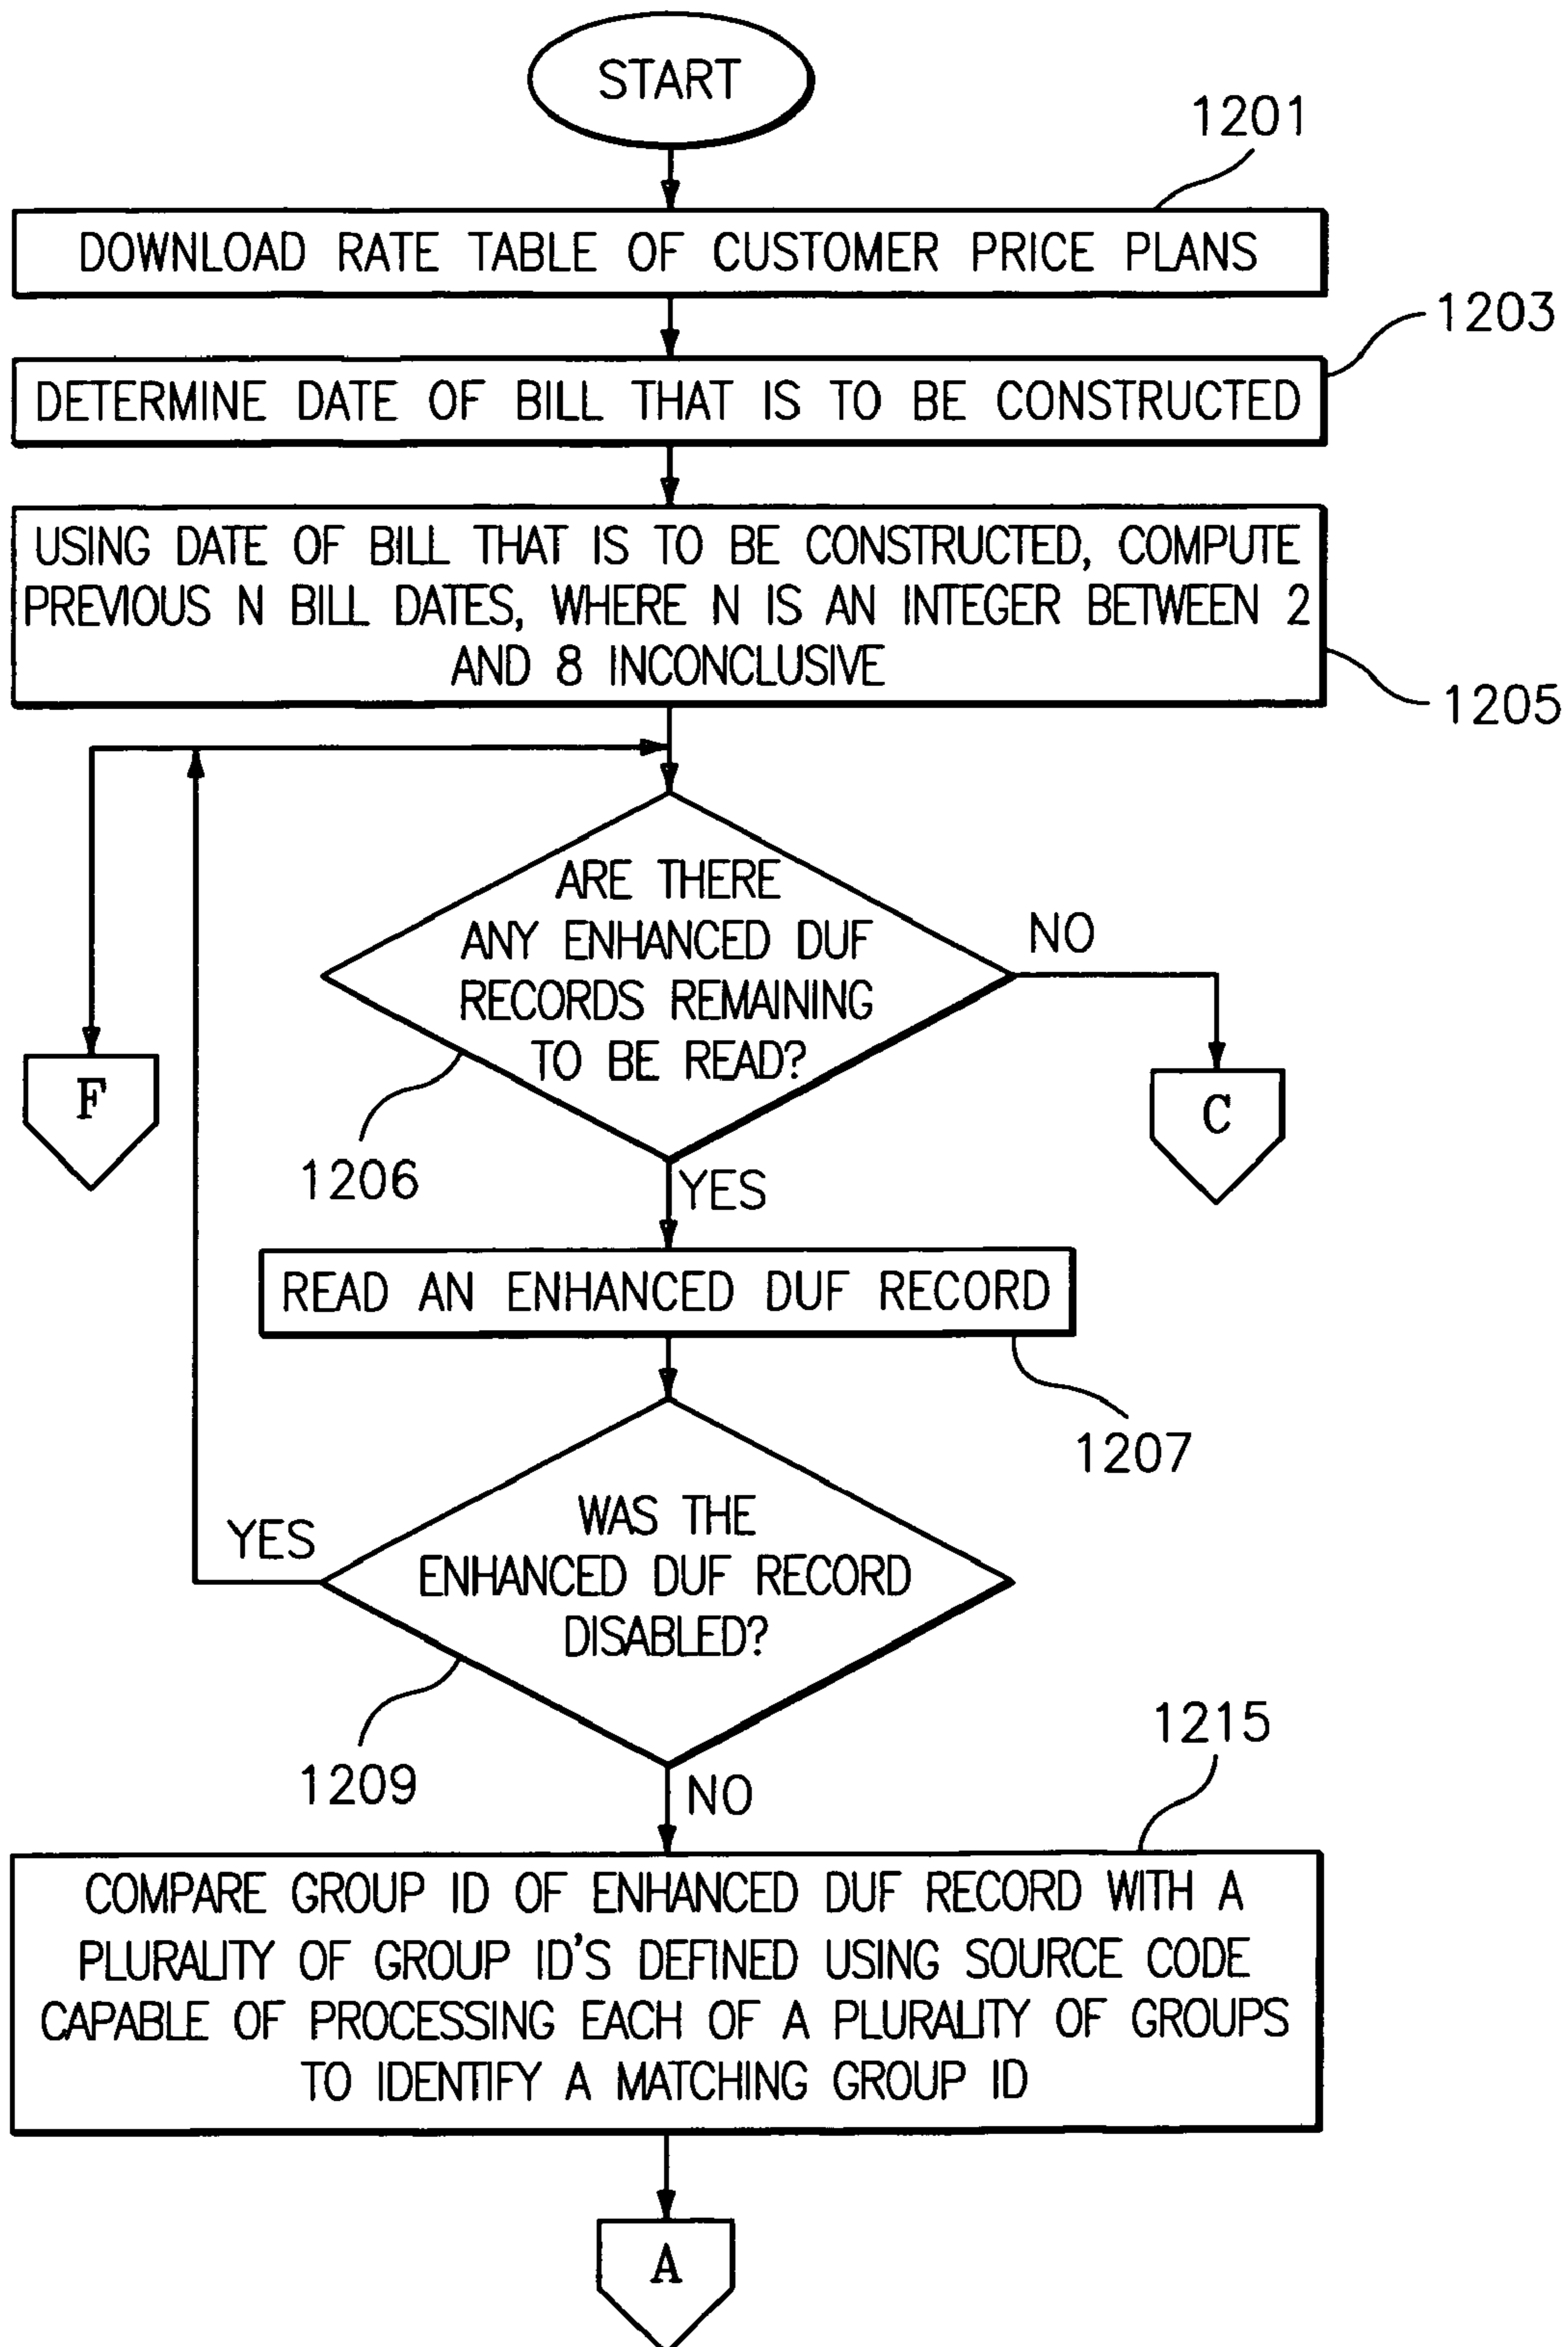 START
1201
DOWNLOAD RATE TABLE OF CUSTOMER PRICE PLANS
1203
DETERMINE DATE OF BILL THAT IS TO BE CONSTRUCTED
USING DATE OF BILL THAT IS TO BE CONSTRUCTED, COMPUTE
PREVIOUS N BILL DATES, WHERE N IS AN INTEGER BETWEEN 2
AND 8 INCONCLUSIVE
1205
ARE THERE
ANY ENHANCED DUF
RECORDS REMAINING
TO BE READ?
NO
F
C
1206
YES
READ AN ENHANCED DUF RECORD
1207
WAS THE
ENHANCED DUF RECORD
DISABLED?
YES
1209
NO
1215
COMPARE GROUP ID OF ENHANCED DUF RECORD WITH A
PLURALITY OF GROUP ID'S DEFINED USING SOURCE CODE
CAPABLE OF PROCESSING EACH OF A PLURALITY OF GROUPS
TO IDENTIFY A MATCHING GROUP ID
A